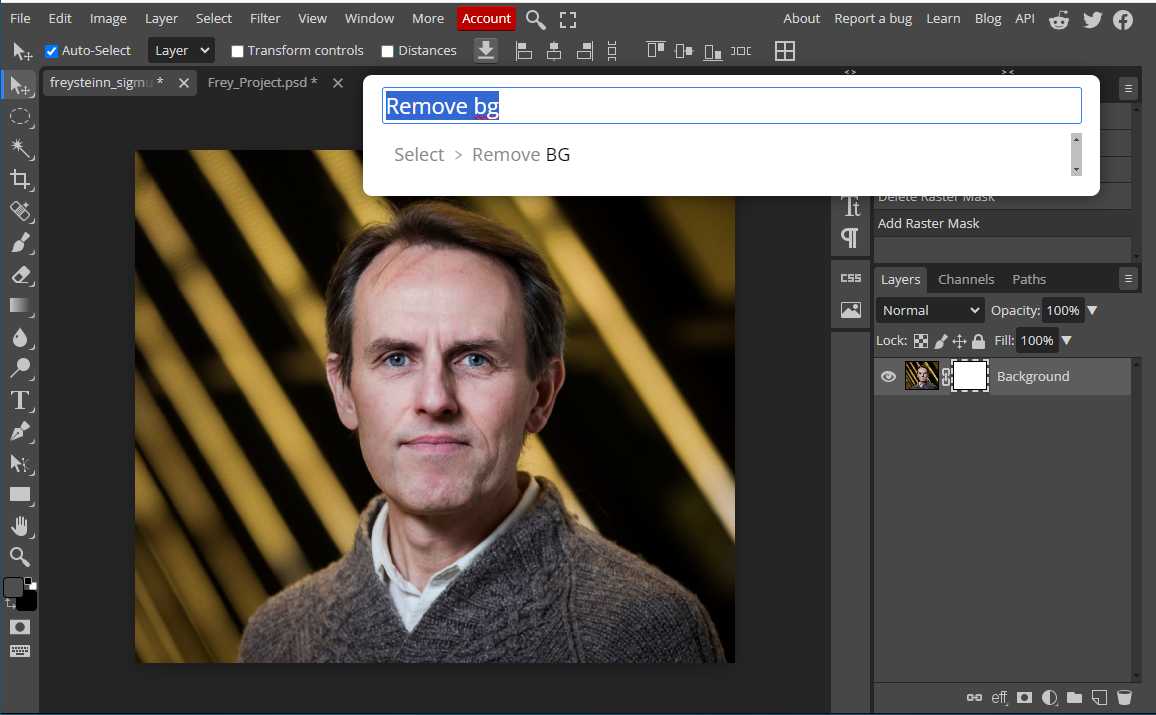 File Edit Image Layer Select Filter View Window More Account About Report a bug Learn Blog API
Auto-Select Layer Transform controls Distances
freysteinn_sigmu * Frey_Project.psd *
Remove bg
Select > Remove BG
Delete Raster Mask
Add Raster Mask
CSS
Layers Channels Paths
Normal Opacity: 100%
Lock: Fill: 100%
Background
eff